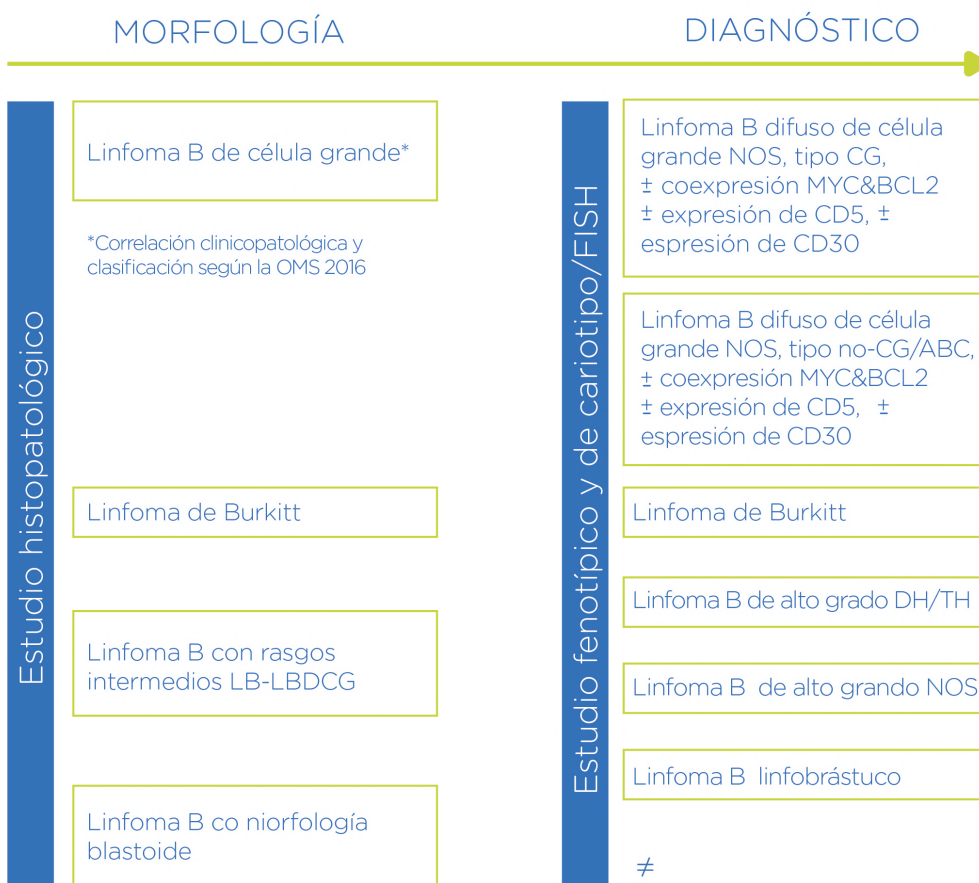 MORFOLOGÍA
DIAGNÓSTICO
Estudio histopatológico
Linfoma B de célula grande*
*Correlación clinicopatológica y
clasificación según la OMS 2016
Linfoma de Burkitt
Linfoma B con rasgos
intermedios LB-LBDCG
Linfoma B co niorfología
blastoide
Estudio fenotípico y de cariotipo/FISH
Linfoma B difuso de célula
grande NOS, tipo CG,
± coexpresión MYC&BCL2
± expresión de CD5, ±
espresión de CD30
Linfoma B difuso de célula
grande NOS, tipo no-CG/ABC,
± coexpresión MYC&BCL2
± expresión de CD5, ±
espresión de CD30
Linfoma de Burkitt
Linfoma B de alto grado DH/TH
Linfoma B de alto grando NOS
Linfoma B linfobrástuco
≠